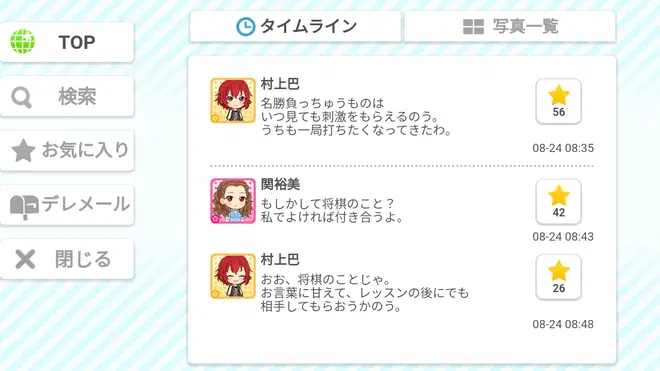 TOP
検索
お気に入り
デレメール
閉じる
タイムライン
写真一覧
村上巴
名勝負っちゅうものは
いつ見ても刺激をもらえるのう。
うちも一局打ちたくなってきたわ。
56
08-24 08:35
関裕美
もしかして将棋のこと？
私でよければ付き合うよ。
42
08-24 08:43
村上巴
おお、将棋のことじゃ。
お言葉に甘えて、レッスンの後にでも
相手してもらおうかのう。
26
08-24 08:48